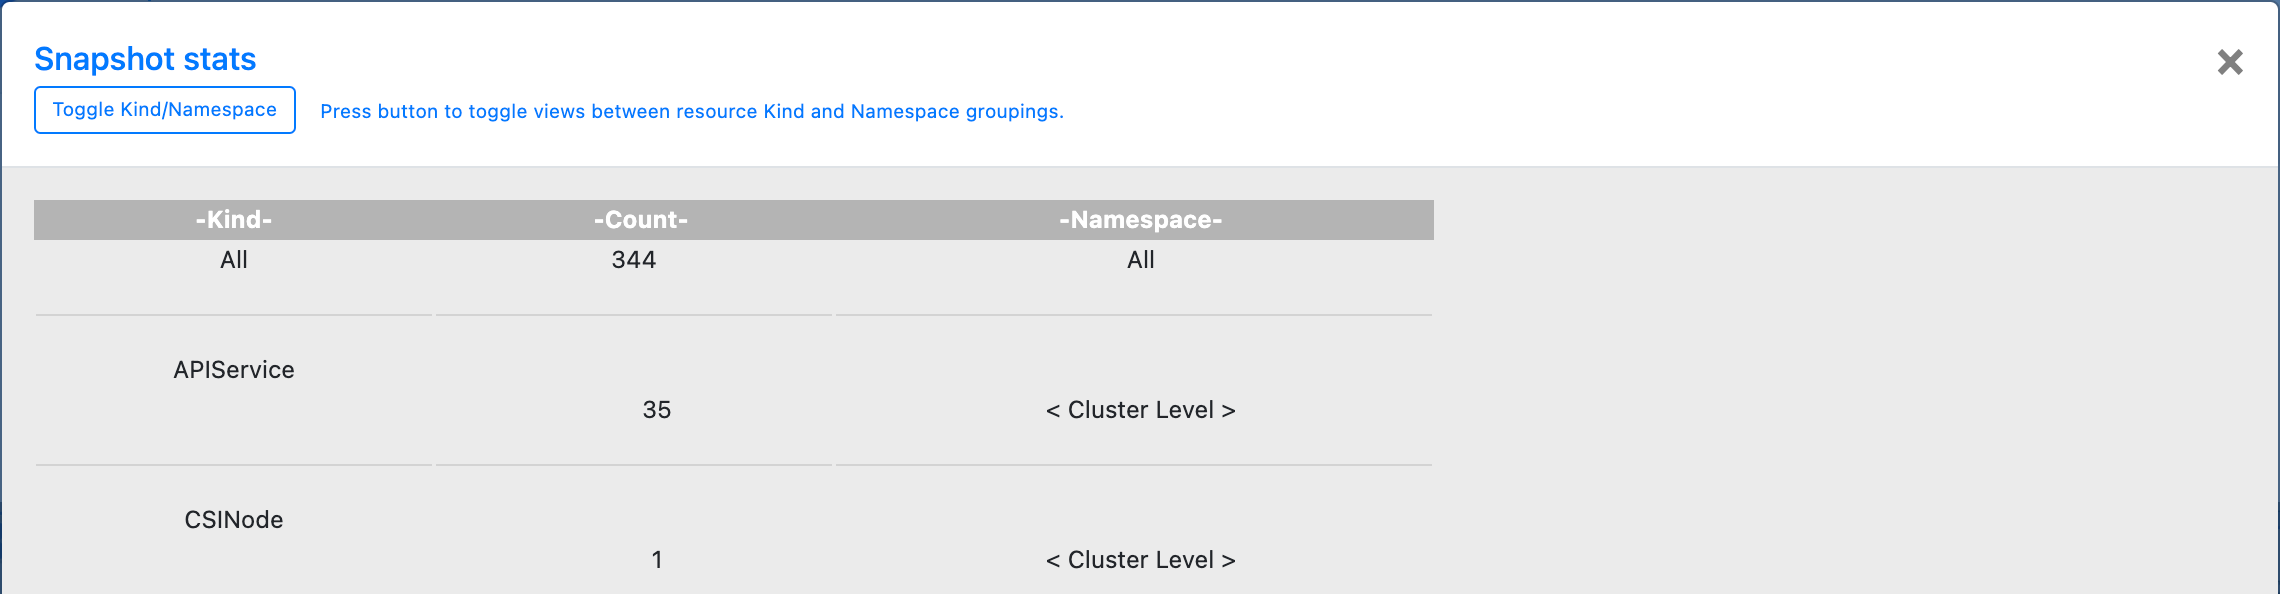 Snapshot stats
Toggle Kind/Namespace
Press button to toggle views between resource Kind and Namespace groupings.
-Kind- -Count- -Namespace-
All 344 All
APIService
35 < Cluster Level >
CSINode
1 < Cluster Level >